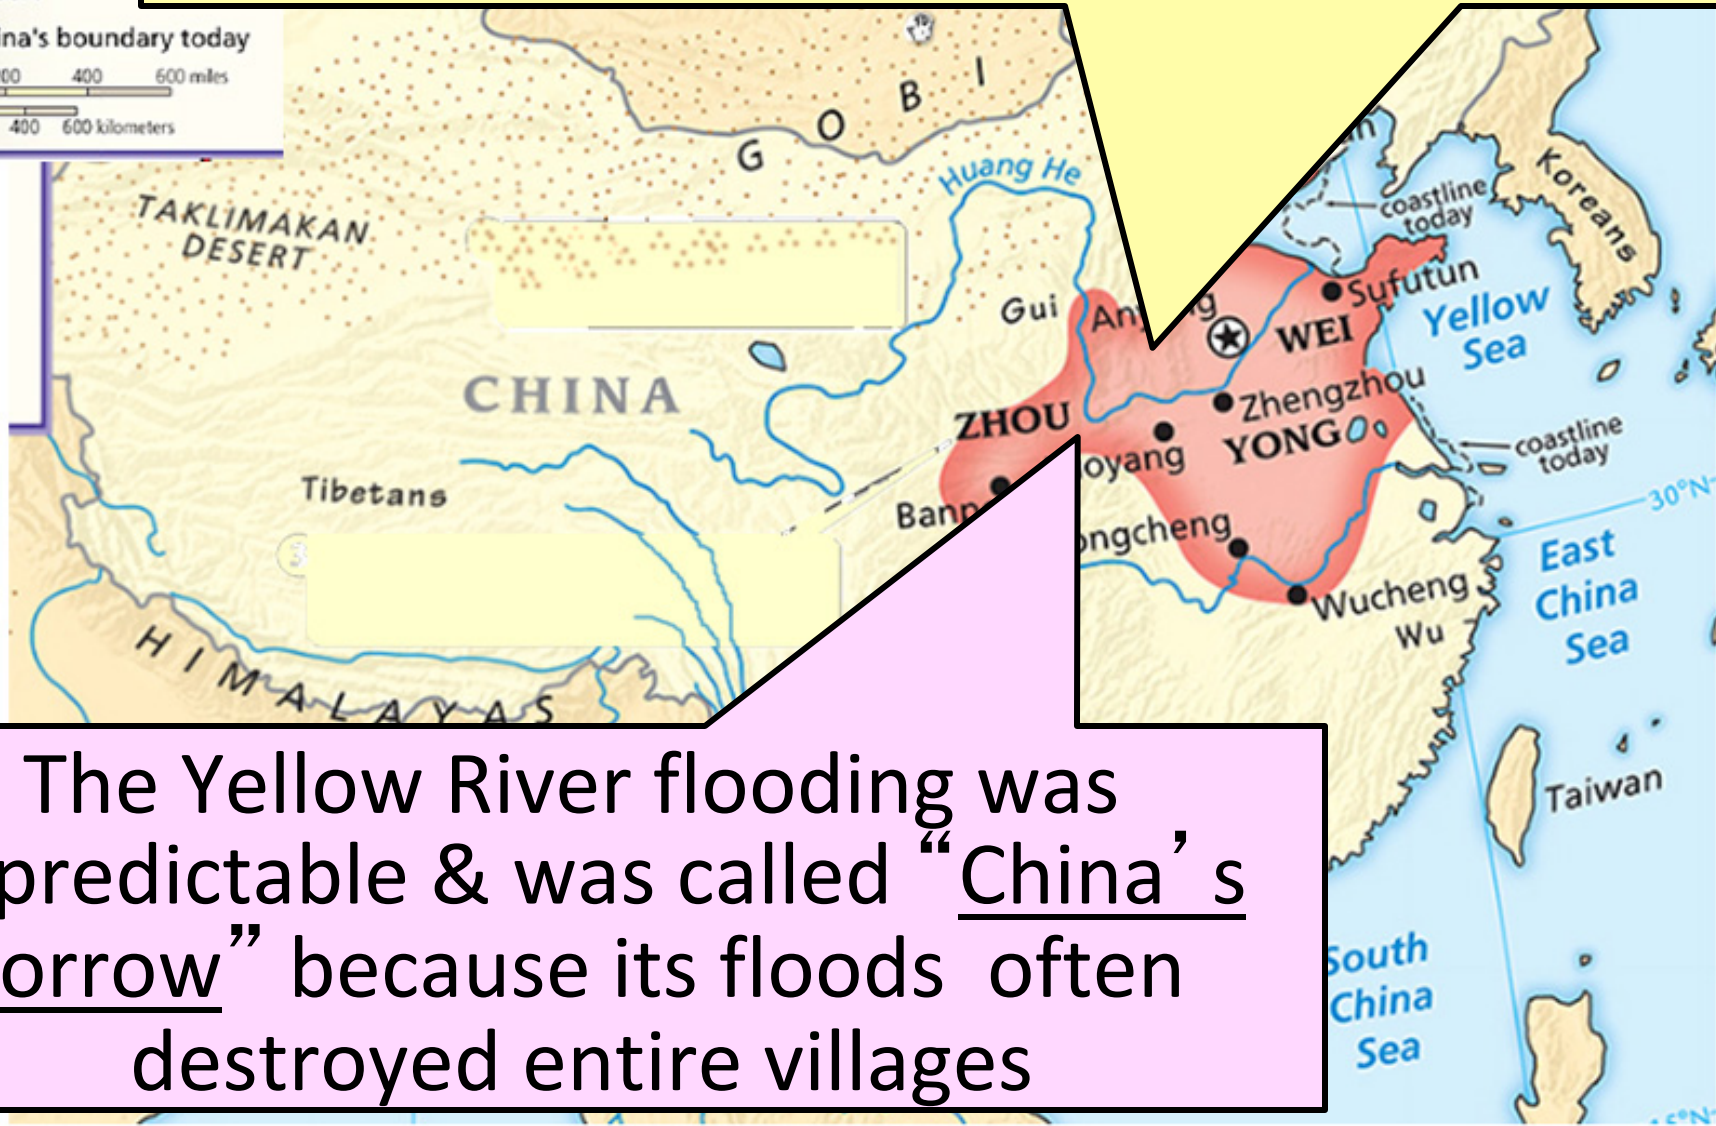 ina's boundary today
00 400 600 miles
400 600 kilometers
G O B I
Huang He
TAKLIMAKAN
DESERT
coastline
today
Koreans
Gui
Sufutun
WEI
Yellow
Sea
CHINA
ZHOU
Zhengzhou
YONG
oyang
coastline
today
Tibetans
Ban
ongcheng
30°N
East
China
Sea
Wucheng
Wu
HIMALAYAS
Taiwan
The Yellow River flooding was
predictable & was called “China’s
orrow” because its floods often
destroyed entire villages
South
China
Sea